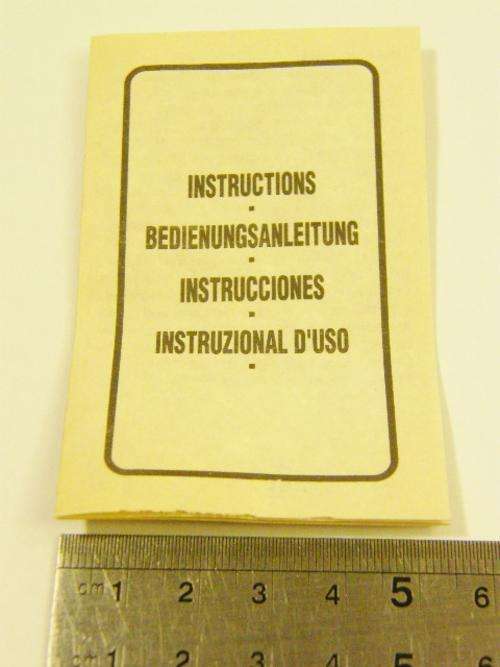 INSTRUCTIONS
BEDIENUNGSANLEITUNG
INSTRUCCIONES
INSTRUZIONAL D'USO
cm 1 2 3 4 5 6
cm 1 2 3 4 5 6